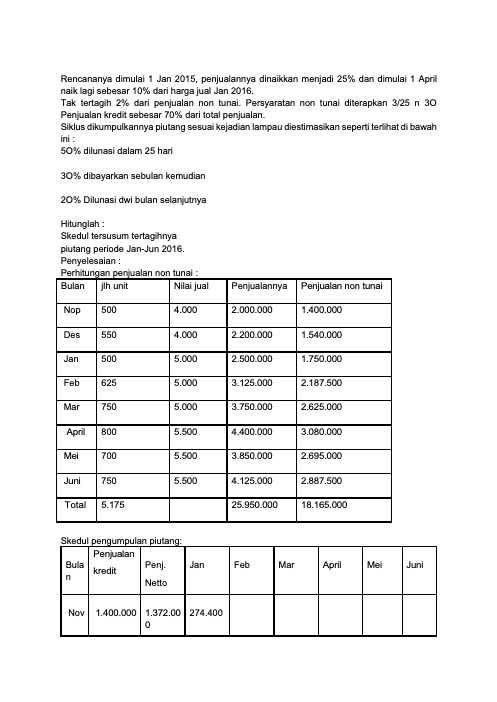 Rencananya dimulai 1 Jan 2015, penjualannya dinaikkan menjadi 25% dan dimulai 1 April
naik lagi sebesar 10% dari harga jual Jan 2016.
Tak tertagih 2% dari penjualan non tunai. Persyaratan non tunai diterapkan 3/25 n 3O
Penjualan kredit sebesar 70% dari total penjualan.
Siklus dikumpulkannya piutang sesuai kejadian lampau diestimasikan seperti terlihat di bawah
ini :
5O% dilunasi dalam 25 hari
3O% dibayarkan sebulan kemudian
2O% Dilunasi dwi bulan selanjutnya
Hitunglah :
Skedul tersusum tertagihnya
piutang periode Jan-Jun 2016.
Penyelesaian :
Perhitungan penjualan non tunai :
Bulan jlh unit Nilai jual Penjualannya Penjualan non tunai
Nop 500 4.000 2.000.000 1.400.000
Des 550 4.000 2.200.000 1.540.000
Jan 500 5.000 2.500.000 1.750.000
Feb 625 5.000 3.125.000 2.187.500
Mar 750 5.000 3.750.000 2.625.000
April 800 5.500 4.400.000 3.080.000
Mei 700 5.500 3.850.000 2.695.000
Juni 750 5.500 4.125.000 2.887.500
Total 5.175 25.950.000 18.165.000
Skedul pengumpulan piutang:
Bula
n Penjualan
kredit Penj.
Netto Jan Feb Mar April Mei Juni
Nov 1.400.000 1.372.00
0 274.400